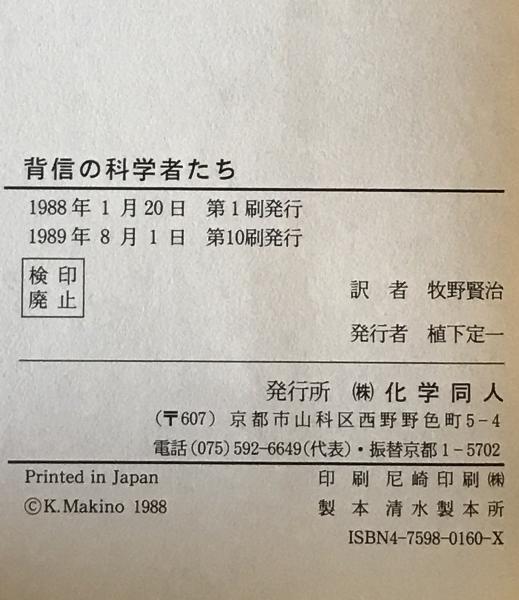 背信の科学者たち
1988年 1月20日 第1刷発行
1989年 8月 1日 第10刷発行
検印
廃止
訳 者 牧野賢治
発行者 植下定一
発行所 ㈱ 化学同人
(〒607) 京都市山科区西野野色町5-4
電話(075)592-6649(代表)・振替京都1-5702
Printed in Japan
印 刷 尼崎印刷㈱
©K.Makino 1988
製 本 清水製本所
ISBN4-7598-0160-X